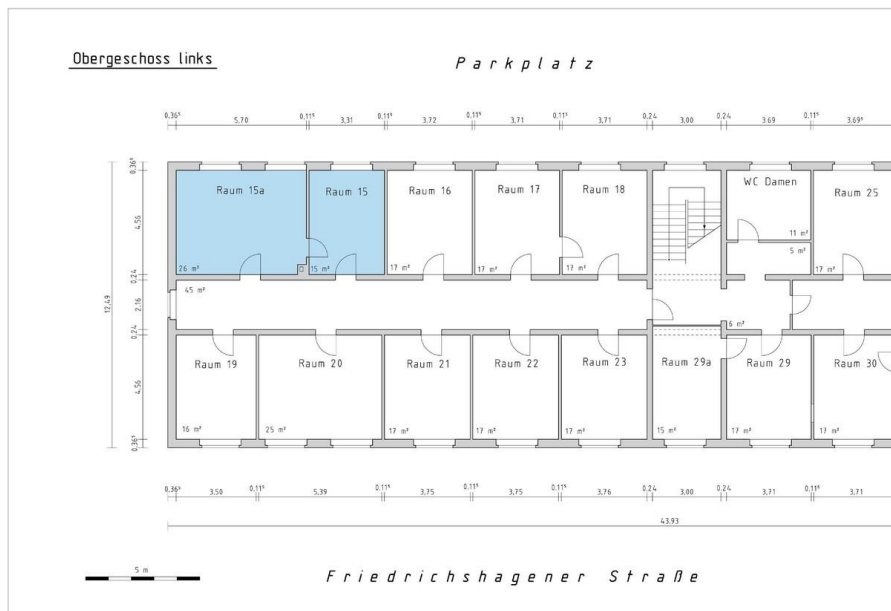 Obergeschoss links
Parkplatz
0,36⁵ 5,70 0,11⁵ 3,31 0,11⁵ 3,72 0,11⁵ 3,71 0,11⁵ 3,71 0,24 3,00 0,24 3.69 0,11⁵ 3.69⁵
0,36⁵
4,56
0,24
2,16
0,24
4,56
0,36⁵
12,49
Raum 15a Raum 15 Raum 16 Raum 17 Raum 18 WC Damen Raum 25
11 m²
5 m²
26 m² 15 m² 17 m² 17 m² 17 m² 17 m²
45 m²
6 m²
Raum 19 Raum 20 Raum 21 Raum 22 Raum 23 Raum 29a Raum 29 Raum 30
16 m² 25 m² 17 m² 17 m² 17 m² 15 m² 17 m² 17 m²
0,36⁵ 3.50 0,11⁵ 5,39 0,11⁵ 3,75 0,11⁵ 3,75 0,11⁵ 3,76 0,24 3,00 0,24 3,71 0,11⁵ 3,71
43,93
5 m
Friedrichshagener Straße